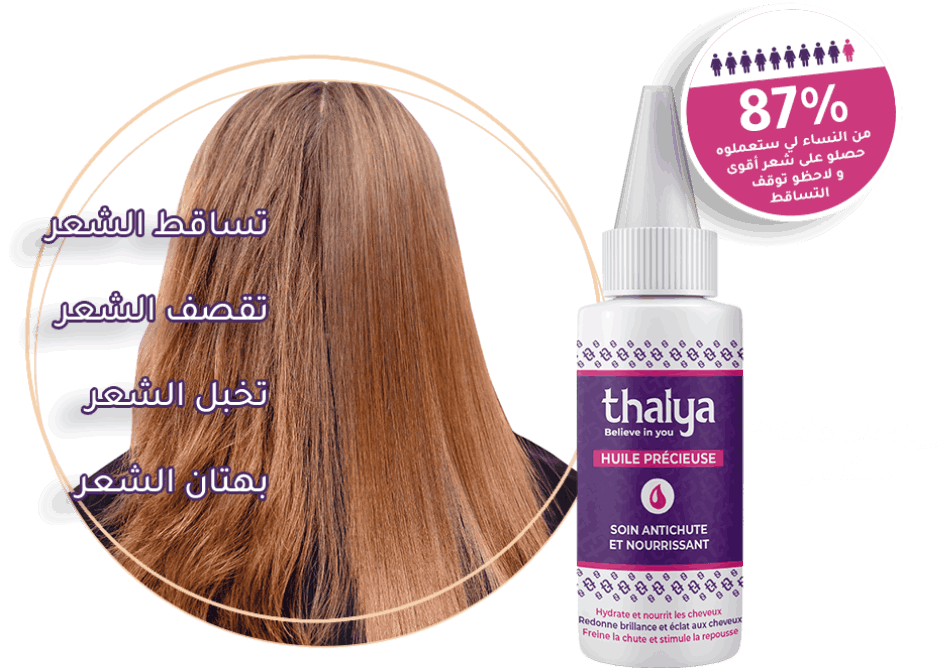 87%
من النساء لي ستعملوه
حصلو على شعر أقوى
و لاحظو توقف
التساقط
تساقط الشعر
تقصف الشعر
تخبل الشعر
بهتان الشعر
thalya
Believe in you
HUILE PRÉCIEUSE
SOIN ANTICHUTE
ET NOURRISSANT
Hydrate et nourrit les cheveux
Redonne brillance et éclat aux cheveux
Freine la chute et stimule la repousse